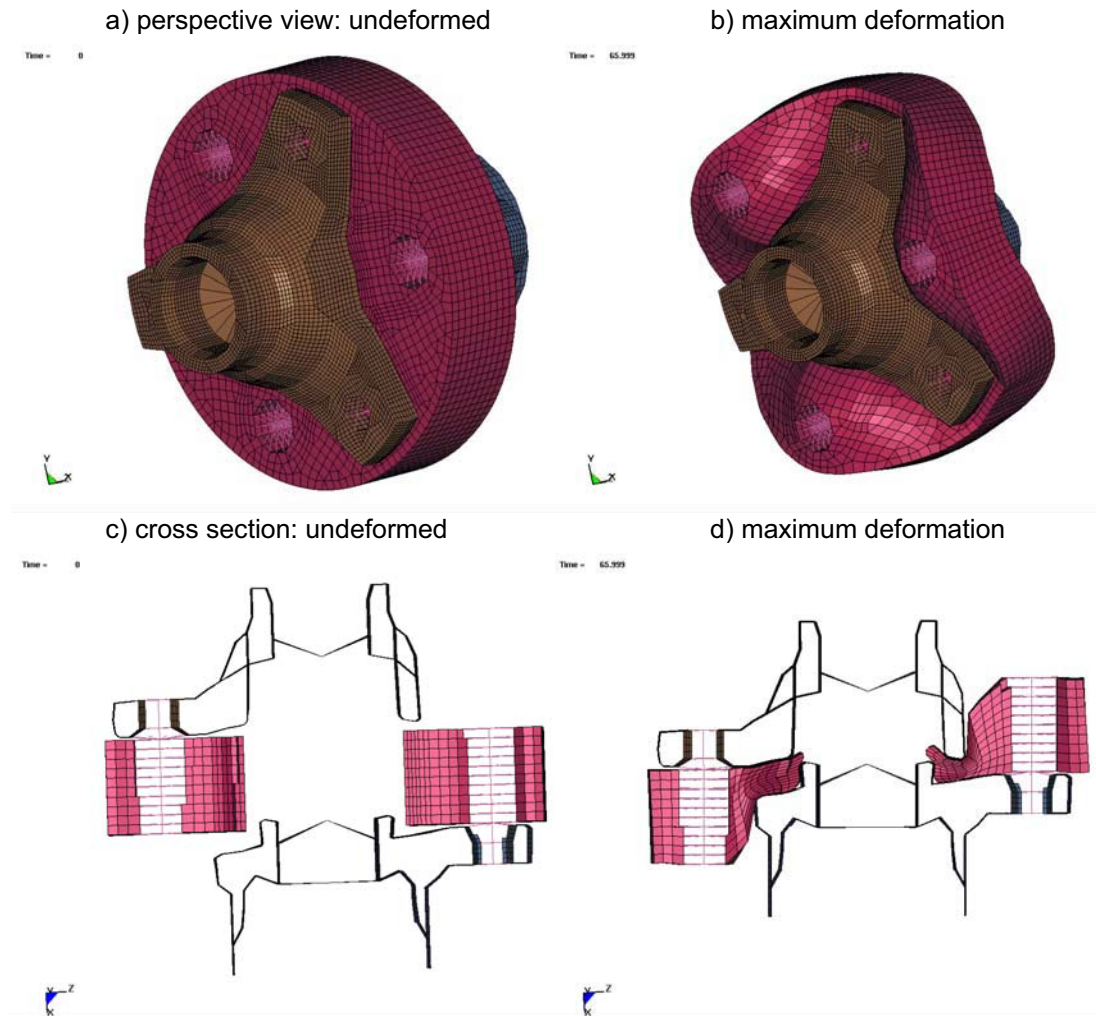 a) perspective view: undeformed
b) maximum deformation
Time = 0
Time = 65.999
Y
Z
Y
Z
c) cross section: undeformed
d) maximum deformation
Time = 0
Time = 65.999
Y Z
X
Y Z
X